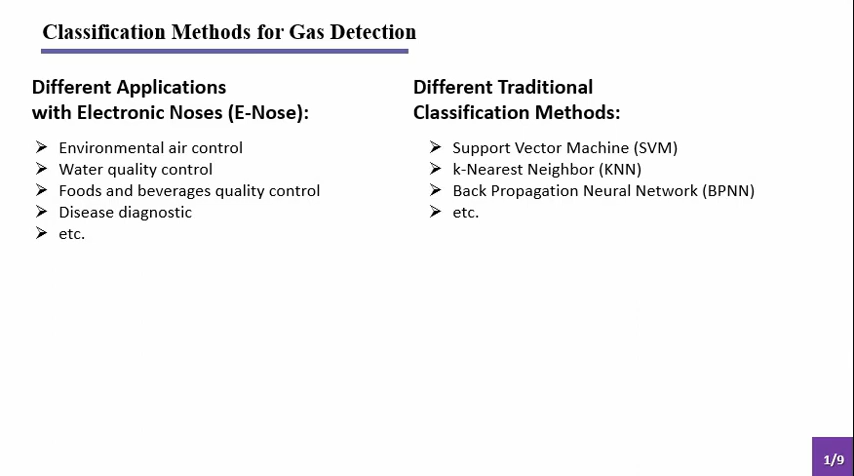 Classification Methods for Gas Detection
Different Applications
with Electronic Noses (E-Nose):
Environmental air control
Water quality control
Foods and beverages quality control
Disease diagnostic
etc.
Different Traditional
Classification Methods:
Support Vector Machine (SVM)
k-Nearest Neighbor (KNN)
Back Propagation Neural Network (BPNN)
etc.
1/9